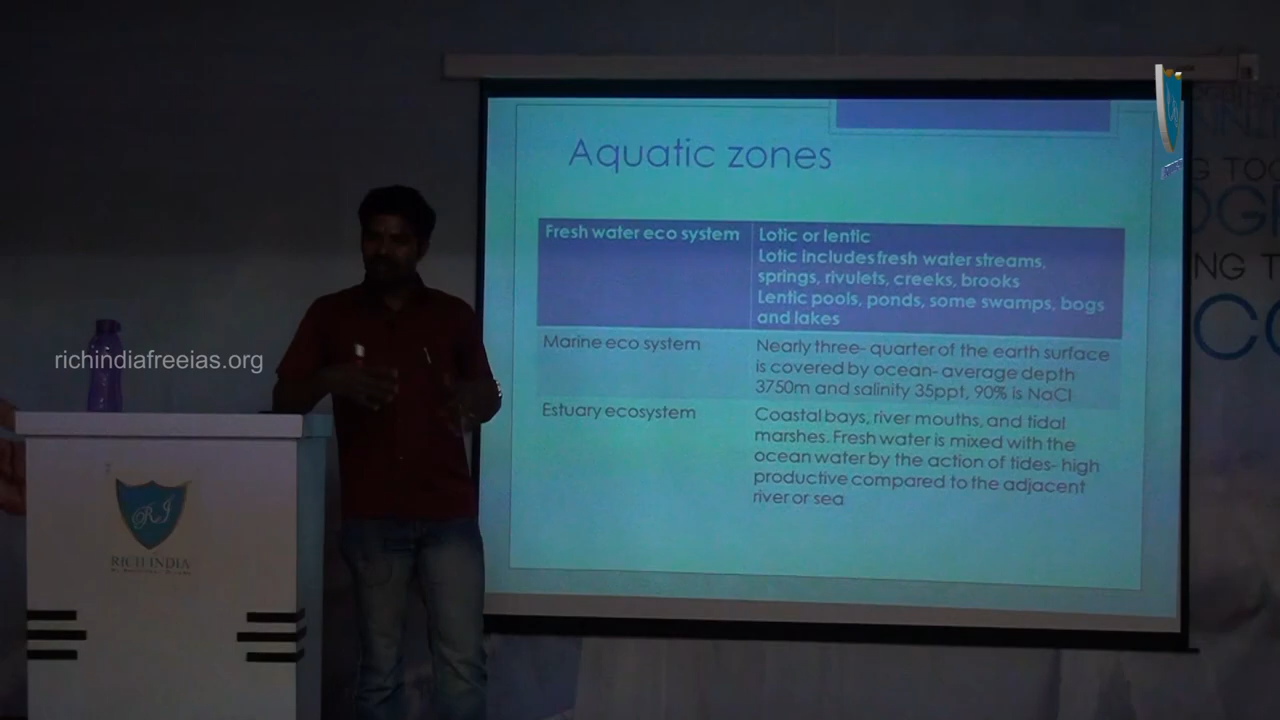 Aquatic zones
Fresh water eco system
Lotic or lentic
Lotic includes fresh water streams,
springs, rivulets, creeks, brooks
Lentic pools, ponds, some swamps, bogs
and lakes
Marine eco system
Nearly three- quarter of the earth surface
is covered by ocean- average depth
3750m and salinity 35ppt, 90% is NaCl
Estuary ecosystem
Coastal bays, river mouths, and tidal
marshes. Fresh water is mixed with the
ocean water by the action of tides- high
productive compared to the adjacent
river or sea
richindiafreeias.org
RI
RICH INDIA